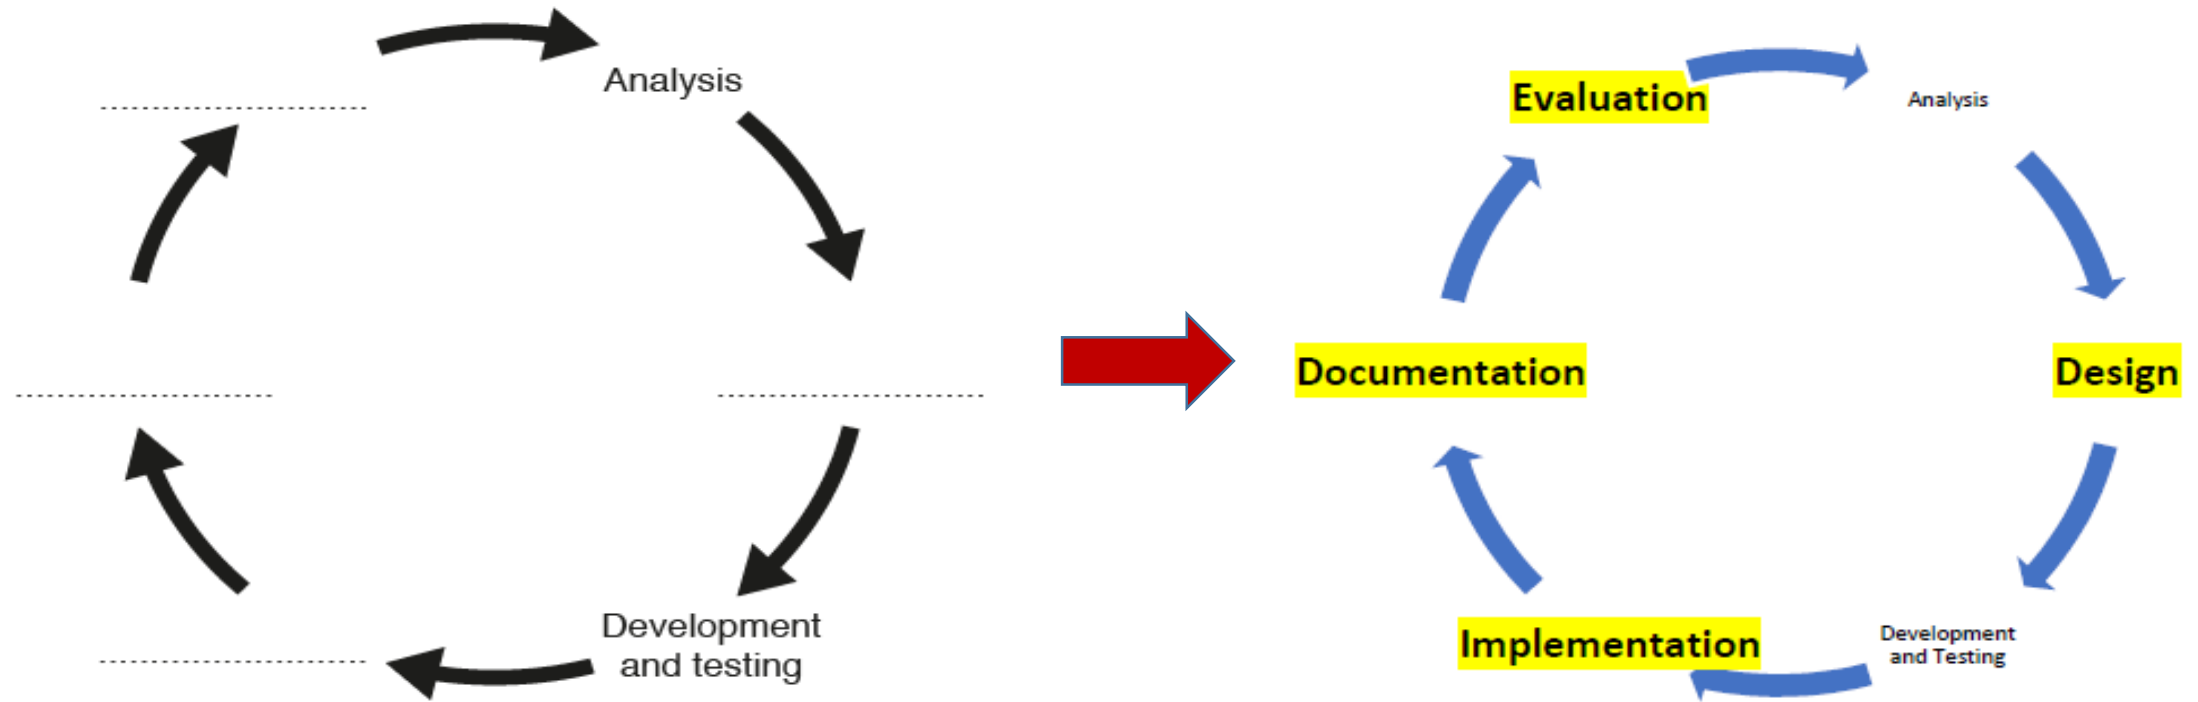 Analysis
Development
and testing
Evaluation
Analysis
Documentation
Design
Implementation
Development
and Testing